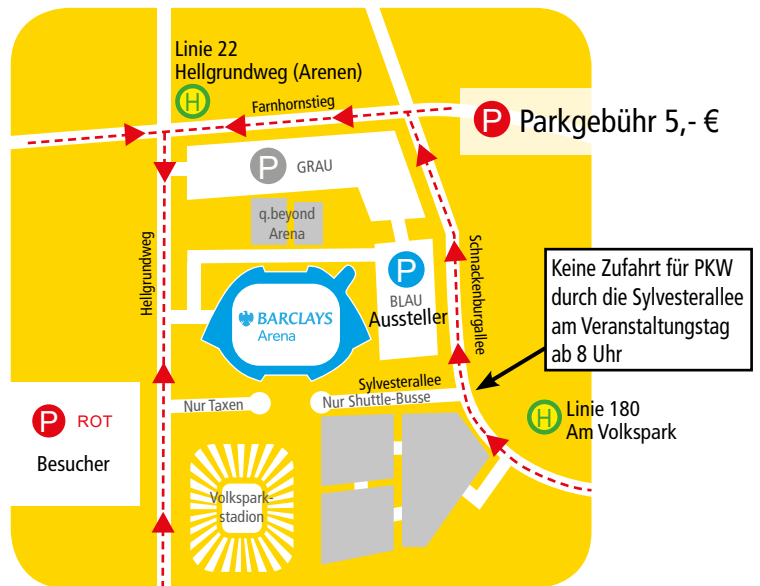 Linie 22
Hellgrundweg (Arenen)
H
Farnhornstieg
P Parkgebühr 5,- €
P GRAU
q.beyond
Arena
Hellgrundweg
Schnackenburgallee
P
BLAU
Aussteller
BARCLAYS
Arena
Keine Zufahrt für PKW
durch die Sylvesterallee
am Veranstaltungstag
ab 8 Uhr
Sylvesterallee
Nur Taxen
Nur Shuttle-Busse
P ROT
Besucher
H Linie 180
Am Volkspark
Volkspark-
stadion